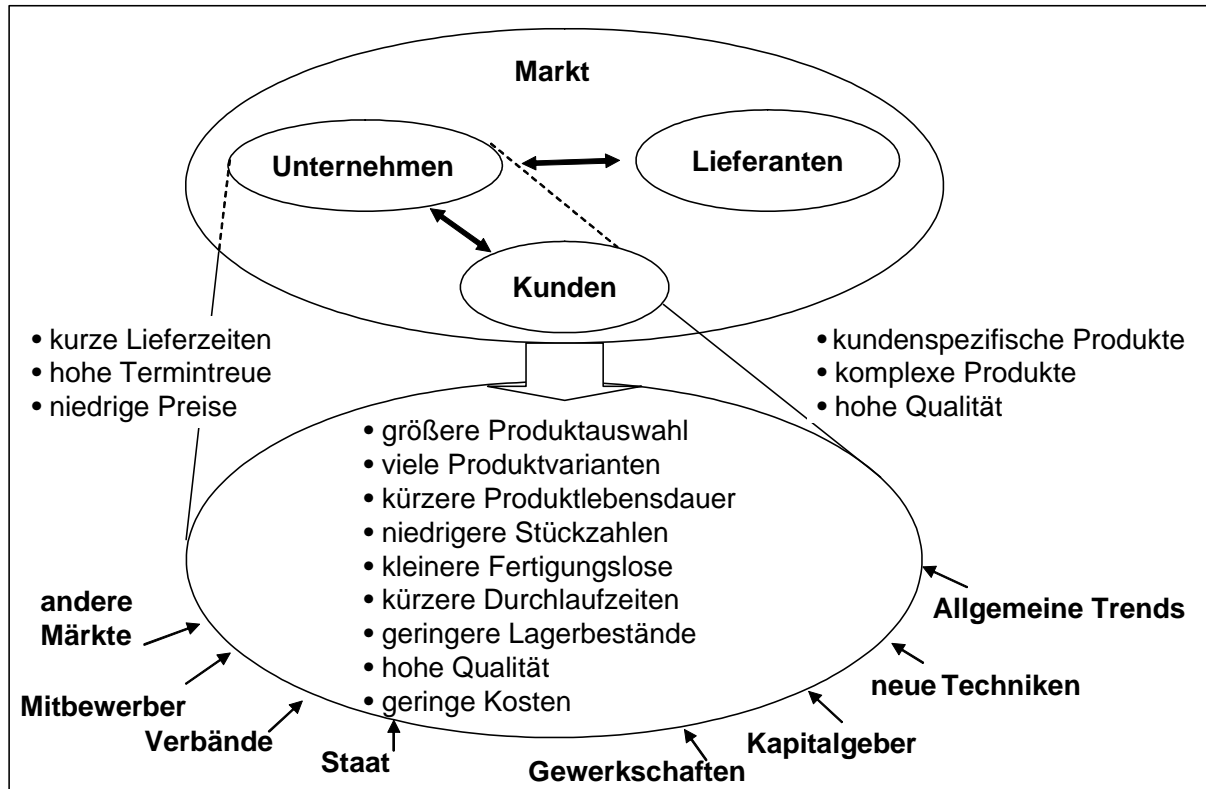 Markt
Unternehmen
Lieferanten
Kunden
• kurze Lieferzeiten
• hohe Termintreue
• niedrige Preise
• kundenspezifische Produkte
• komplexe Produkte
• hohe Qualität
• größere Produktauswahl
• viele Produktvarianten
• kürzere Produktlebensdauer
• niedrigere Stückzahlen
• kleinere Fertigungslose
• kürzere Durchlaufzeiten
• geringere Lagerbestände
• hohe Qualität
• geringe Kosten
andere
Märkte
Mitbewerber
Verbände
Staat
Gewerkschaften
Kapitalgeber
neue Techniken
Allgemeine Trends